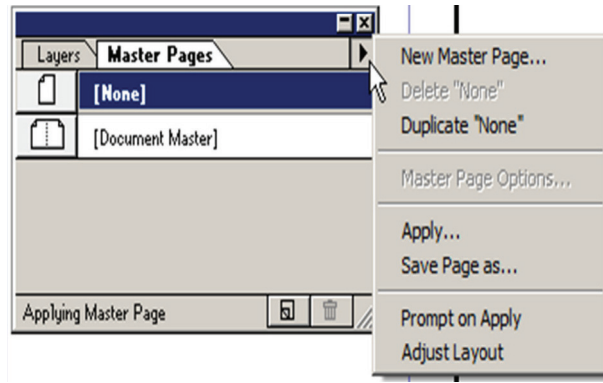 Layers Master Pages
[None]
[Document Master]
Applying Master Page
New Master Page...
Delete "None"
Duplicate "None"
Master Page Options...
Apply...
Save Page as...
Prompt on Apply
Adjust Layout